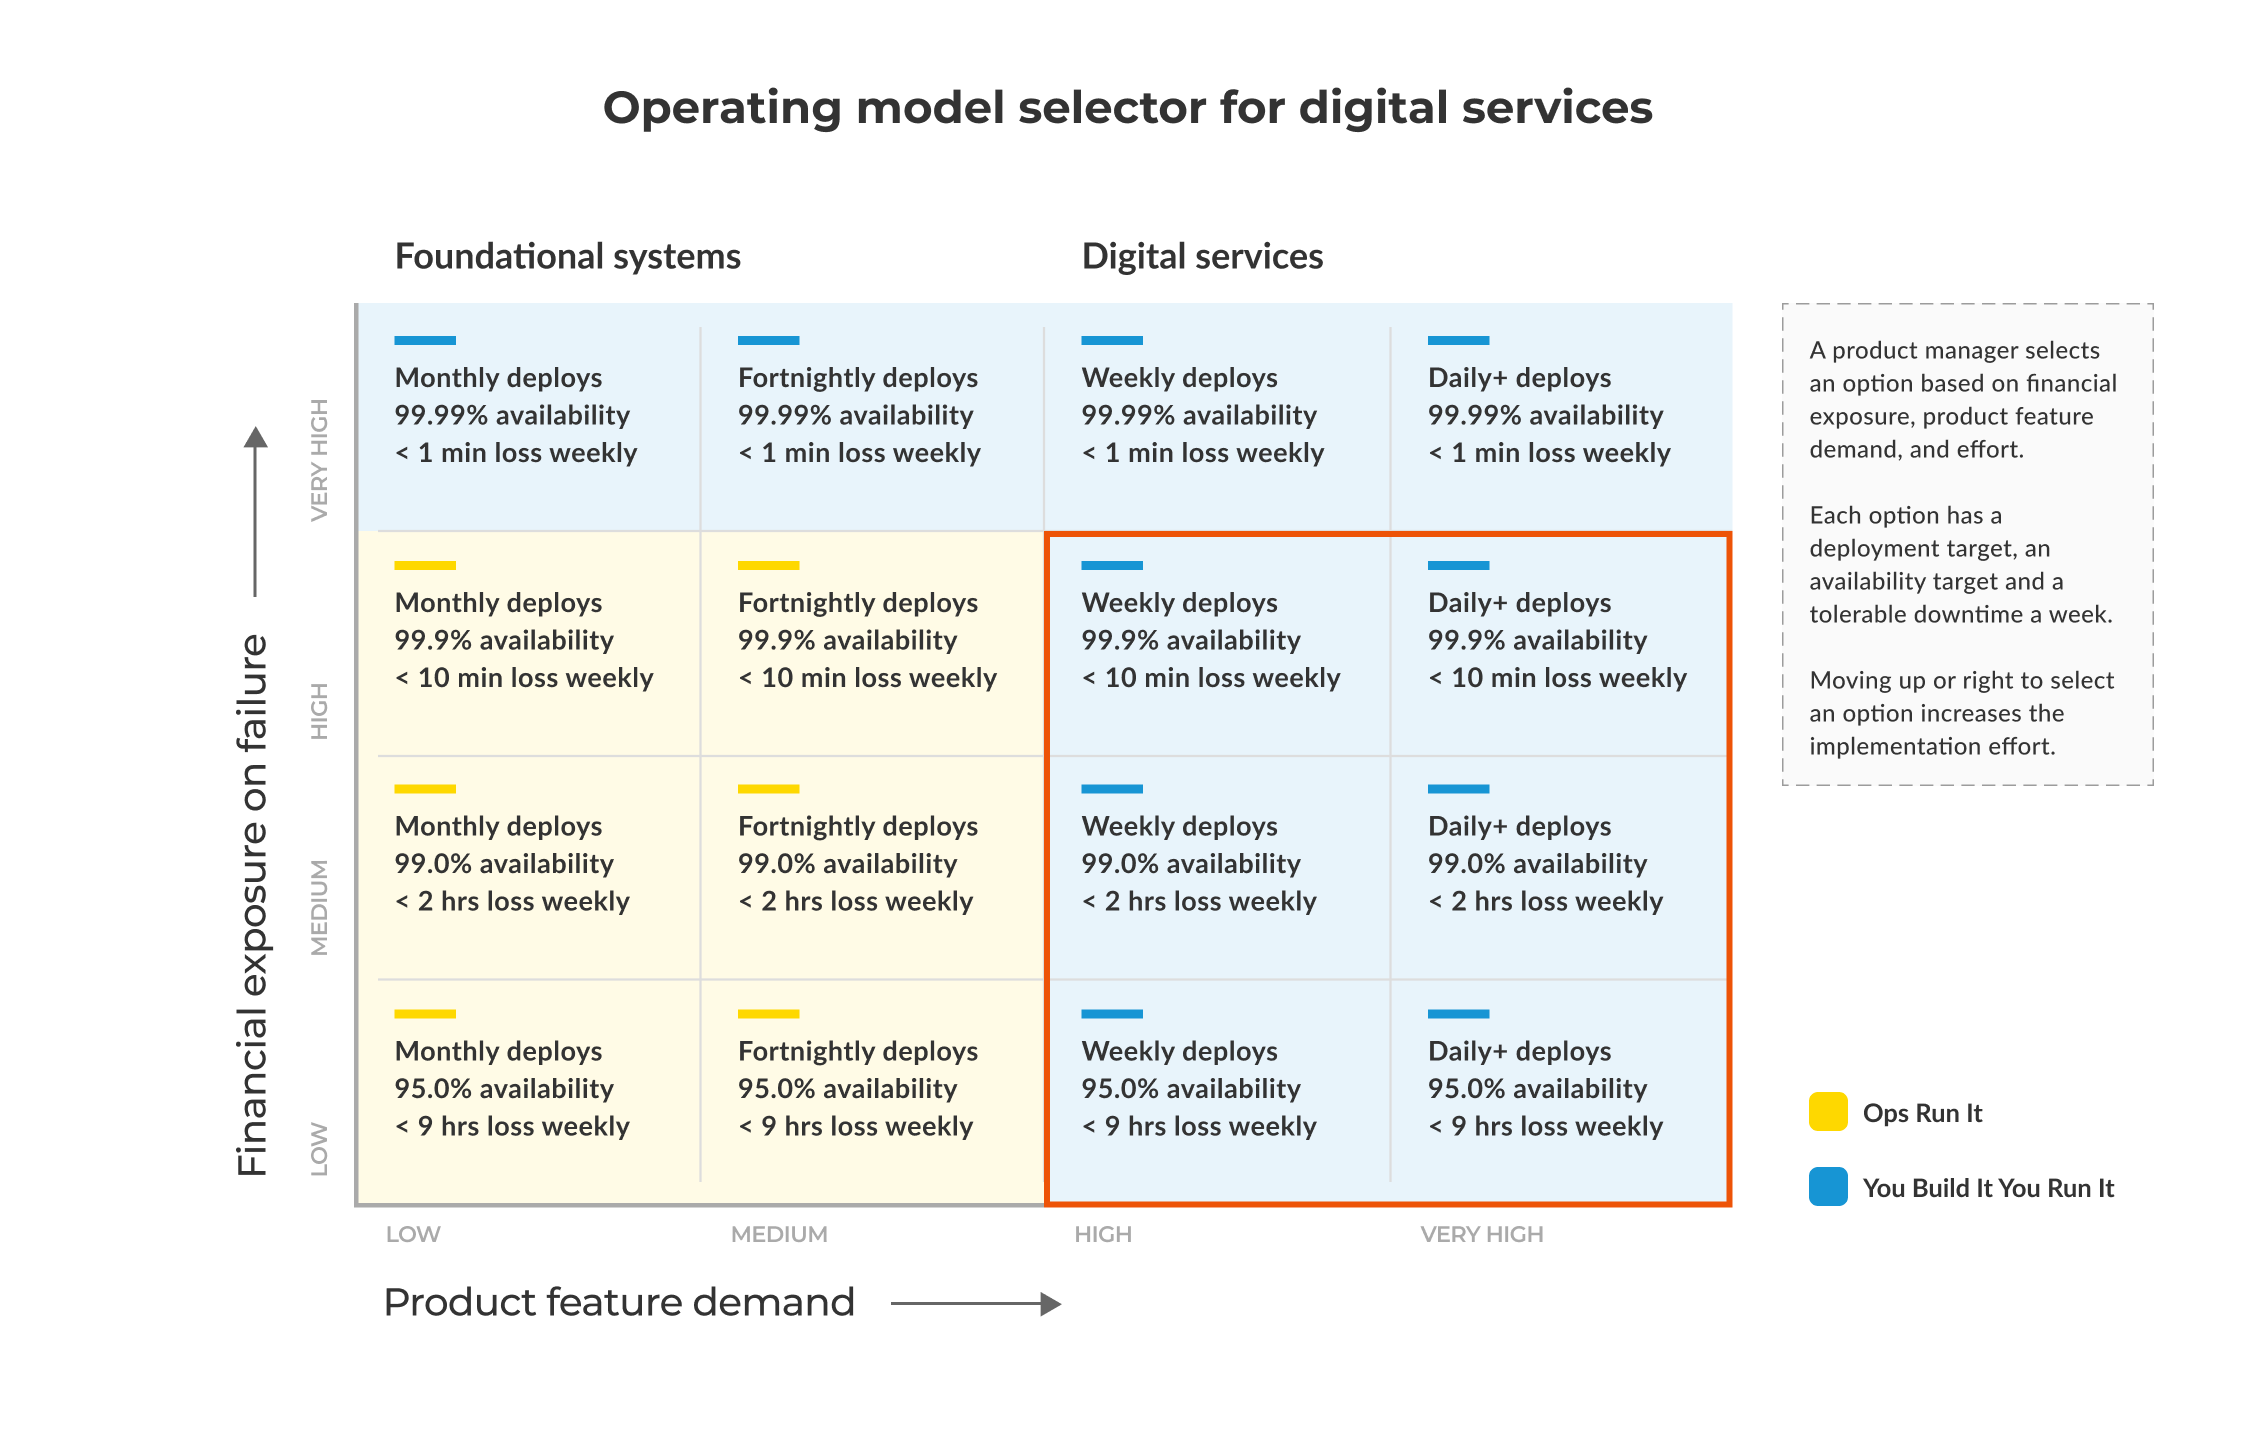 Operating model selector for digital services
Foundational systems
Digital services
Financial exposure on failure
VERY HIGH
Monthly deploys
99.99% availability
< 1 min loss weekly
Fortnightly deploys
99.99% availability
< 1 min loss weekly
Weekly deploys
99.99% availability
< 1 min loss weekly
Daily+ deploys
99.99% availability
< 1 min loss weekly
HIGH
Monthly deploys
99.9% availability
< 10 min loss weekly
Fortnightly deploys
99.9% availability
< 10 min loss weekly
Weekly deploys
99.9% availability
< 10 min loss weekly
Daily+ deploys
99.9% availability
< 10 min loss weekly
MEDIUM
Monthly deploys
99.0% availability
< 2 hrs loss weekly
Fortnightly deploys
99.0% availability
< 2 hrs loss weekly
Weekly deploys
99.0% availability
< 2 hrs loss weekly
Daily+ deploys
99.0% availability
< 2 hrs loss weekly
LOW
Monthly deploys
95.0% availability
< 9 hrs loss weekly
Fortnightly deploys
95.0% availability
< 9 hrs loss weekly
Weekly deploys
95.0% availability
< 9 hrs loss weekly
Daily+ deploys
95.0% availability
< 9 hrs loss weekly
LOW
MEDIUM
HIGH
VERY HIGH
Product feature demand
A product manager selects
an option based on financial
exposure, product feature
demand, and effort.
Each option has a
deployment target, an
availability target and a
tolerable downtime a week.
Moving up or right to select
an option increases the
implementation effort.
Ops Run It
You Build It You Run It